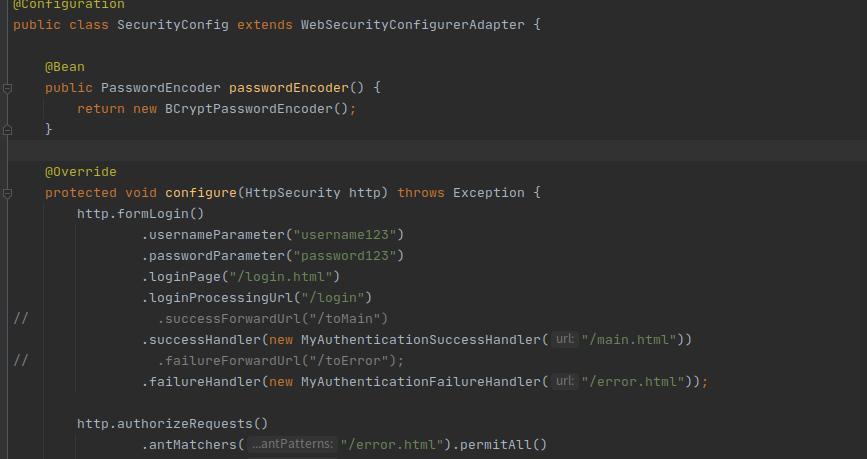 @Configuration
public class SecurityConfig extends WebSecurityConfigurerAdapter {
@Bean
public PasswordEncoder passwordEncoder() {
return new BCryptPasswordEncoder();
}
@Override
protected void configure(HttpSecurity http) throws Exception {
http.formLogin()
.usernameParameter("username123")
.passwordParameter("password123")
.loginPage("/login.html")
.loginProcessingUrl("/login")
// .successForwardUrl("/toMain")
.successHandler(new MyAuthenticationSuccessHandler( url: "/main.html"))
// .failureForwardUrl("/toError");
.failureHandler(new MyAuthenticationFailureHandler( url: "/error.html"));
http.authorizeRequests()
.antMatchers( ...antPatterns: "/error.html").permitAll()